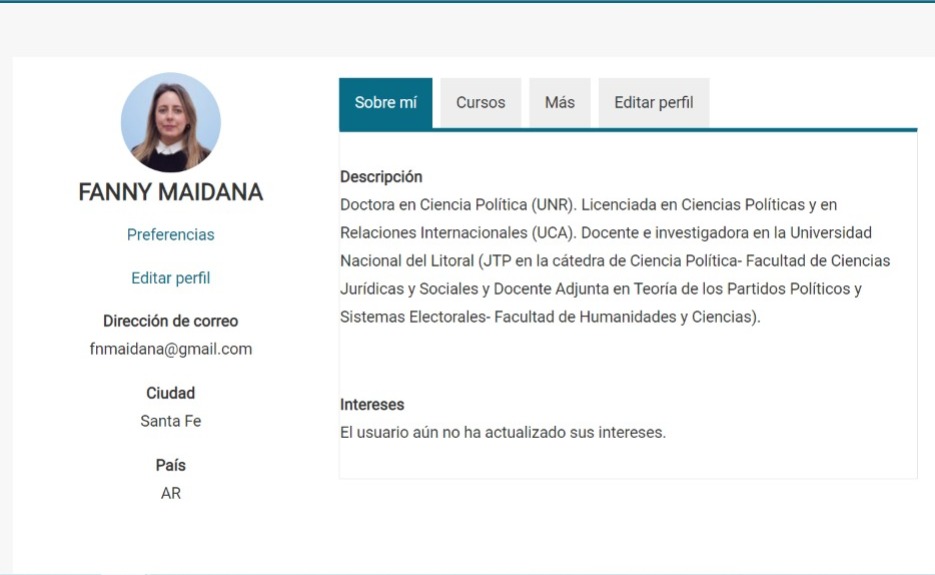 FANNY MAIDANA
Preferencias
Editar perfil
Dirección de correo
fnmaidana@gmail.com
Ciudad
Santa Fe
País
AR
Sobre mí
Cursos
Más
Editar perfil
Descripción
Doctora en Ciencia Política (UNR). Licenciada en Ciencias Políticas y en
Relaciones Internacionales (UCA). Docente e investigadora en la Universidad
Nacional del Litoral (JTP en la cátedra de Ciencia Política- Facultad de Ciencias
Jurídicas y Sociales y Docente Adjunta en Teoría de los Partidos Políticos y
Sistemas Electorales- Facultad de Humanidades y Ciencias).
Intereses
El usuario aún no ha actualizado sus intereses.